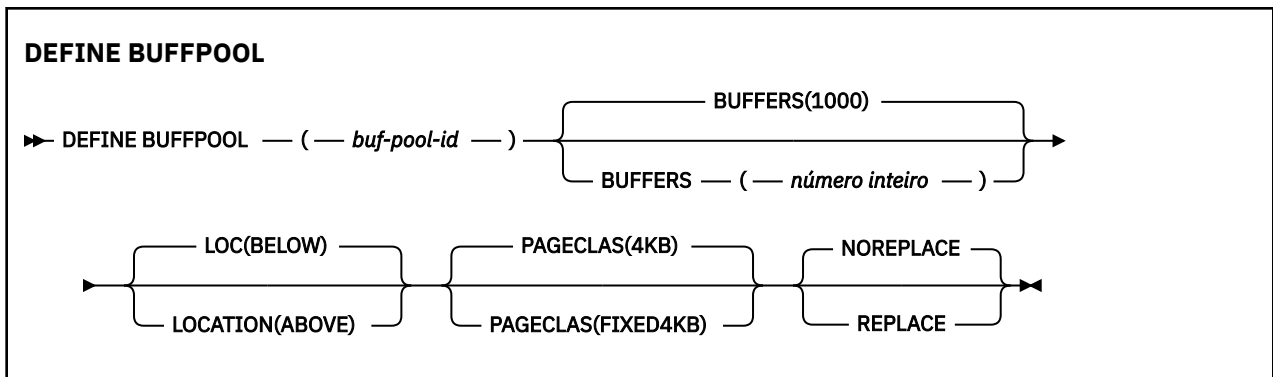 DEFINE BUFFPOOL
BUFFERS(1000)
DEFINE BUFFPOOL ( buf-pool-id )
BUFFERS ( número inteiro )
LOC(BELOW) PAGECLAS(4KB) NOREPLACE
LOCATION(ABOVE) PAGECLAS(FIXED4KB) REPLACE